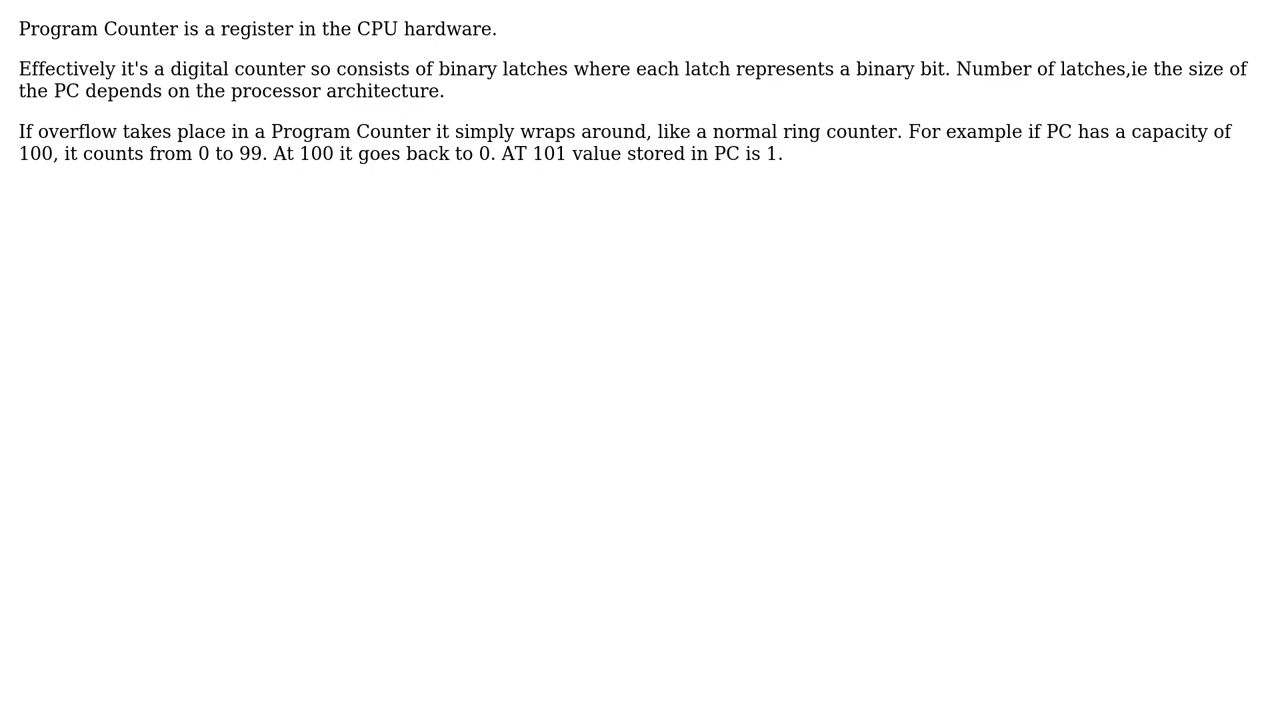 Program Counter is a register in the CPU hardware.
Effectively it's a digital counter so consists of binary latches where each latch represents a binary bit. Number of latches,ie the size of
the PC depends on the processor architecture.
If overflow takes place in a Program Counter it simply wraps around, like a normal ring counter. For example if PC has a capacity of
100, it counts from 0 to 99. At 100 it goes back to 0. AT 101 value stored in PC is 1.